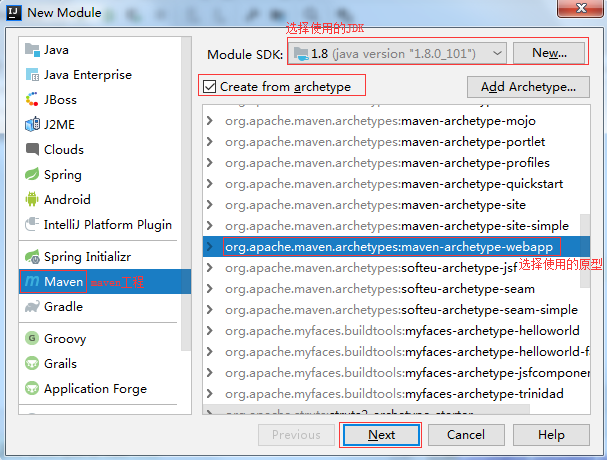 New Module
选择使用的JDK
Java
Java Enterprise
JBoss
J2ME
Clouds
Spring
Android
IntelliJ Platform Plugin
Spring Initializr
Maven
maven工程
Gradle
Groovy
Grails
Application Forge
Module SDK: 1.8 (java version "1.8.0_101") New...
Create from archetype Add Archetype...
org.apache.maven.archetypes:maven-archetype-mojo
org.apache.maven.archetypes:maven-archetype-portlet
org.apache.maven.archetypes:maven-archetype-profiles
org.apache.maven.archetypes:maven-archetype-quickstart
org.apache.maven.archetypes:maven-archetype-site
org.apache.maven.archetypes:maven-archetype-site-simple
org.apache.maven.archetypes:maven-archetype-webapp
org.apache.maven.archetypes:softeu-archetype-jsf
选择使用的原型
org.apache.maven.archetypes:softeu-archetype-seam
org.apache.maven.archetypes:softeu-archetype-seam-simple
org.apache.myfaces.buildtools:myfaces-archetype-helloworld
org.apache.myfaces.buildtools:myfaces-archetype-helloworld-f
org.apache.myfaces.buildtools:myfaces-archetype-jsfcomponen
org.apache.myfaces.buildtools:myfaces-archetype-trinidad
Previous Next Cancel Help